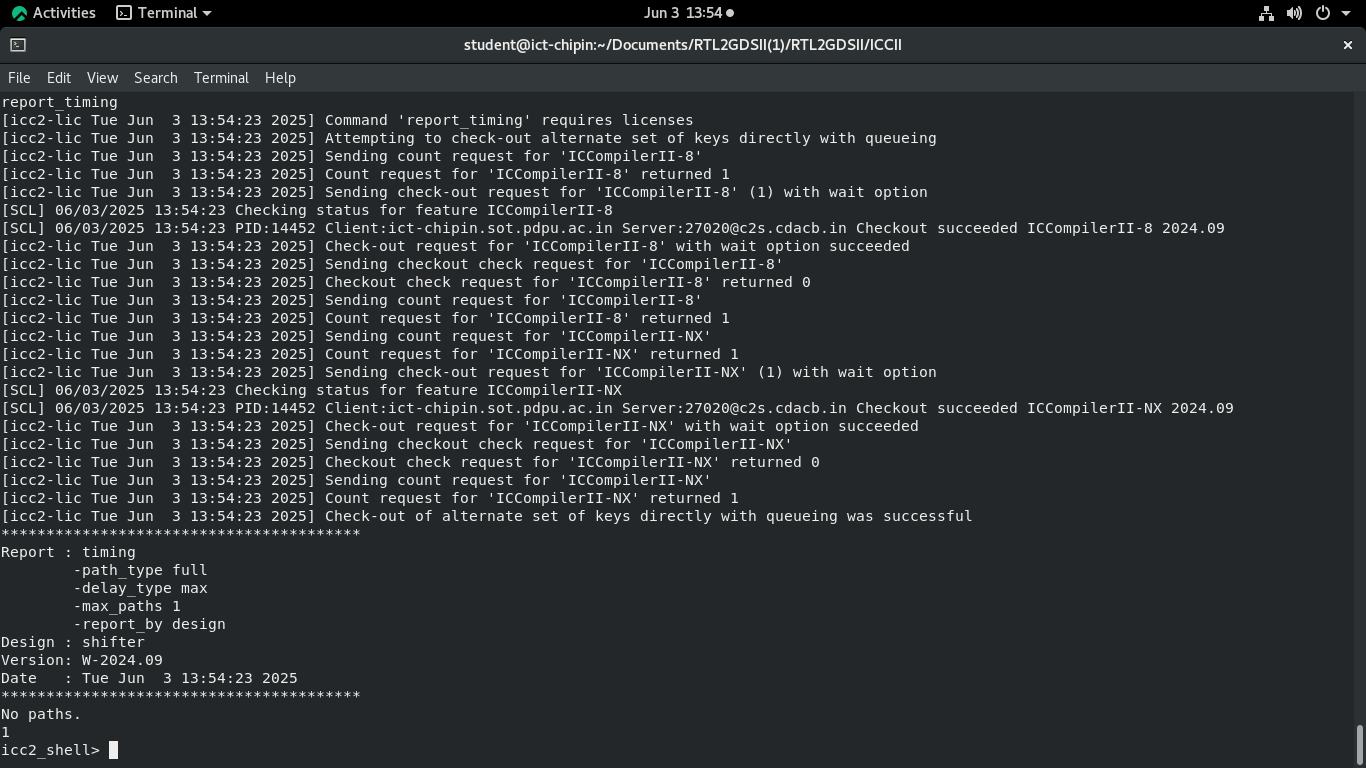 Activities Terminal Jun 3 13:54
student@ict-chipin:~/Documents/RTL2GDSII(1)/RTL2GDSII/ICCII
File Edit View Search Terminal Help
report_timing
[icc2-lic Tue Jun  3 13:54:23 2025] Command 'report_timing' requires licenses
[icc2-lic Tue Jun  3 13:54:23 2025] Attempting to check-out alternate set of keys directly with queueing
[icc2-lic Tue Jun  3 13:54:23 2025] Sending count request for 'ICCompilerII-8'
[icc2-lic Tue Jun  3 13:54:23 2025] Count request for 'ICCompilerII-8' returned 1
[icc2-lic Tue Jun  3 13:54:23 2025] Sending check-out request for 'ICCompilerII-8' (1) with wait option
[SCL] 06/03/2025 13:54:23 Checking status for feature ICCompilerII-8
[SCL] 06/03/2025 13:54:23 PID:14452 Client:ict-chipin.sot.pdpu.ac.in Server:27020@c2s.cdacb.in Checkout succeeded ICCompilerII-8 2024.09
[icc2-lic Tue Jun  3 13:54:23 2025] Check-out request for 'ICCompilerII-8' with wait option succeeded
[icc2-lic Tue Jun  3 13:54:23 2025] Sending checkout check request for 'ICCompilerII-8'
[icc2-lic Tue Jun  3 13:54:23 2025] Checkout check request for 'ICCompilerII-8' returned 0
[icc2-lic Tue Jun  3 13:54:23 2025] Sending count request for 'ICCompilerII-8'
[icc2-lic Tue Jun  3 13:54:23 2025] Count request for 'ICCompilerII-8' returned 1
[icc2-lic Tue Jun  3 13:54:23 2025] Sending count request for 'ICCompilerII-NX'
[icc2-lic Tue Jun  3 13:54:23 2025] Count request for 'ICCompilerII-NX' returned 1
[icc2-lic Tue Jun  3 13:54:23 2025] Sending check-out request for 'ICCompilerII-NX' (1) with wait option
[SCL] 06/03/2025 13:54:23 Checking status for feature ICCompilerII-NX
[SCL] 06/03/2025 13:54:23 PID:14452 Client:ict-chipin.sot.pdpu.ac.in Server:27020@c2s.cdacb.in Checkout succeeded ICCompilerII-NX 2024.09
[icc2-lic Tue Jun  3 13:54:23 2025] Check-out request for 'ICCompilerII-NX' with wait option succeeded
[icc2-lic Tue Jun  3 13:54:23 2025] Sending checkout check request for 'ICCompilerII-NX'
[icc2-lic Tue Jun  3 13:54:23 2025] Checkout check request for 'ICCompilerII-NX' returned 0
[icc2-lic Tue Jun  3 13:54:23 2025] Sending count request for 'ICCompilerII-NX'
[icc2-lic Tue Jun  3 13:54:23 2025] Count request for 'ICCompilerII-NX' returned 1
[icc2-lic Tue Jun  3 13:54:23 2025] Check-out of alternate set of keys directly with queueing was successful
****************************************
Report : timing
        -path_type full
        -delay_type max
        -max_paths 1
        -report_by design
Design : shifter
Version: W-2024.09
Date   : Tue Jun  3 13:54:23 2025
****************************************
No paths.
1
icc2_shell>